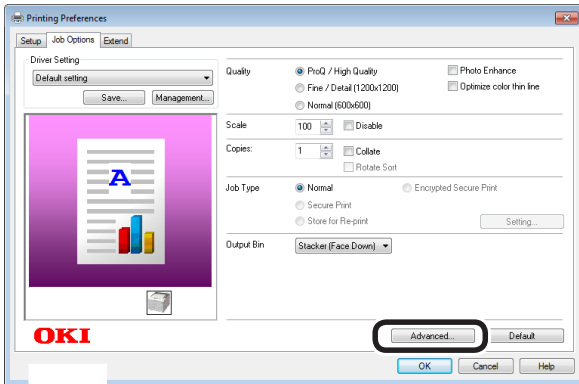 Printing Preferences
Setup Job Options Extend
Driver Setting
Default setting
Save... Management...
A
OKI
Quality ProQ / High Quality Photo Enhance
Fine / Detail (1200x1200) Optimize color thin line
Normal (600x600)
Scale 100 Disable
Copies: 1 Collate
Rotate Sort
Job Type Normal Encrypted Secure Print
Secure Print
Store for Re-print Setting...
Output Bin Stacker (Face Down)
Advanced... Default
OK Cancel Help